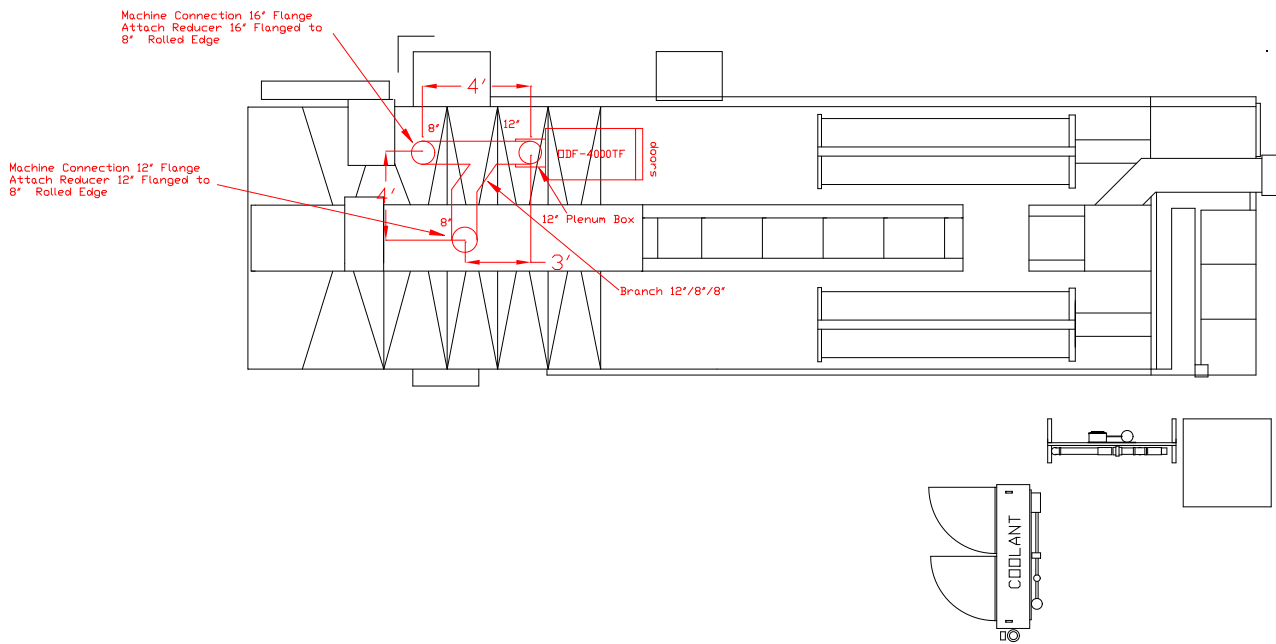 Machine Connection 16" Flange
Attach Reducer 16" Flanged to
8" Rolled Edge
4'
8"
12"
ODF-4000TF
doors
Machine Connection 12" Flange
Attach Reducer 12" Flanged to
8" Rolled Edge
4'
8"
12" Plenum Box
3'
Branch 12"/8"/8"
COOLANT